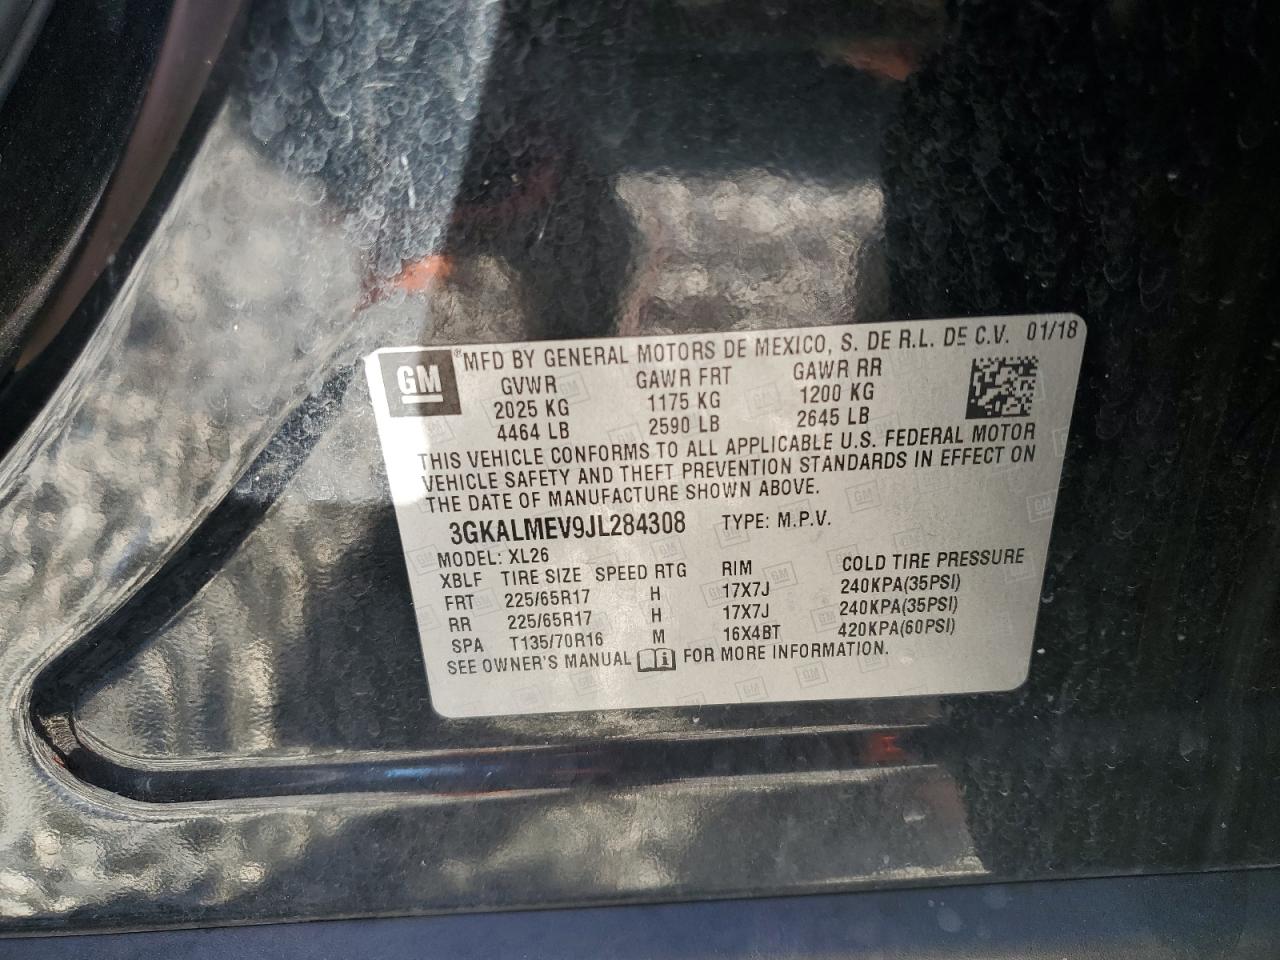 GM
®MFD BY GENERAL MOTORS DE MEXICO, S. DE R.L. DE C.V. 01/18
GVWR GAWR FRT GAWR RR
2025 KG 1175 KG 1200 KG
4464 LB 2590 LB 2645 LB
THIS VEHICLE CONFORMS TO ALL APPLICABLE U.S. FEDERAL MOTOR
VEHICLE SAFETY AND THEFT PREVENTION STANDARDS IN EFFECT ON
THE DATE OF MANUFACTURE SHOWN ABOVE.
3GKALMEV9JL284308 TYPE: M.P.V.
MODEL: XL26
XBLF TIRE SIZE SPEED RTG RIM COLD TIRE PRESSURE
FRT 225/65R17 H 17X7J 240KPA(35PSI)
RR 225/65R17 H 17X7J 240KPA(35PSI)
SPA T135/70R16 M 16X4BT 420KPA(60PSI)
SEE OWNER'S MANUAL FOR MORE INFORMATION.